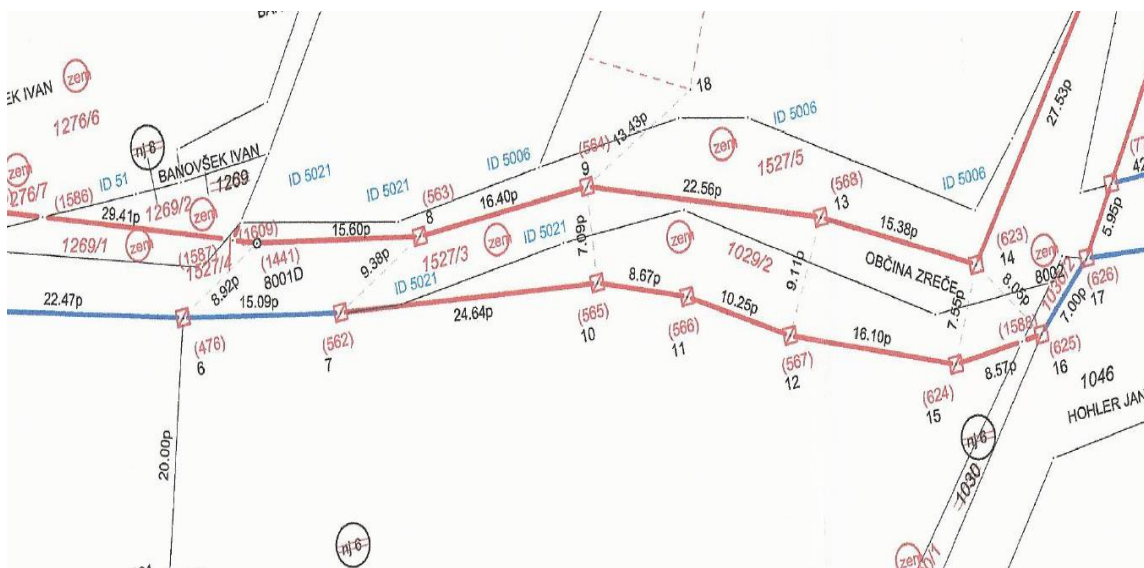 EK IVAN
zem
1276/6
nj 8
BANOVŠEK IVAN
zem
(1586)
ID 51
1269
1269/2
zem
29.41p
1269/1
zem
(1587)
1527/4
(1609)
(1441)
8001D
ID 5021
ID 5021
15.60p
(563)
8
16.40p
ID 5006
9
(564)
13.43p
18
zem
1527/5
ID 5006
22.56p
(568)
13
15.38p
ID 5006
27.53p
(623)
14
zem
5.95p
42
8.92p
9.38p
1527/3
zem
ID 5021
7.09p
zem
1029/2
9.11p
OBČINA ZREČE
8002
8.05p
7.55p
7.00p
(626)
17
22.47p
15.09p
ID 5021
24.64p
8.67p
10.25p
16.10p
8.57p
(625)
16
(476)
6
(562)
7
(565)
10
(566)
11
(567)
12
(624)
15
1046
HOHLER JAN
20.00p
nj 6
nj 6
1030
zem